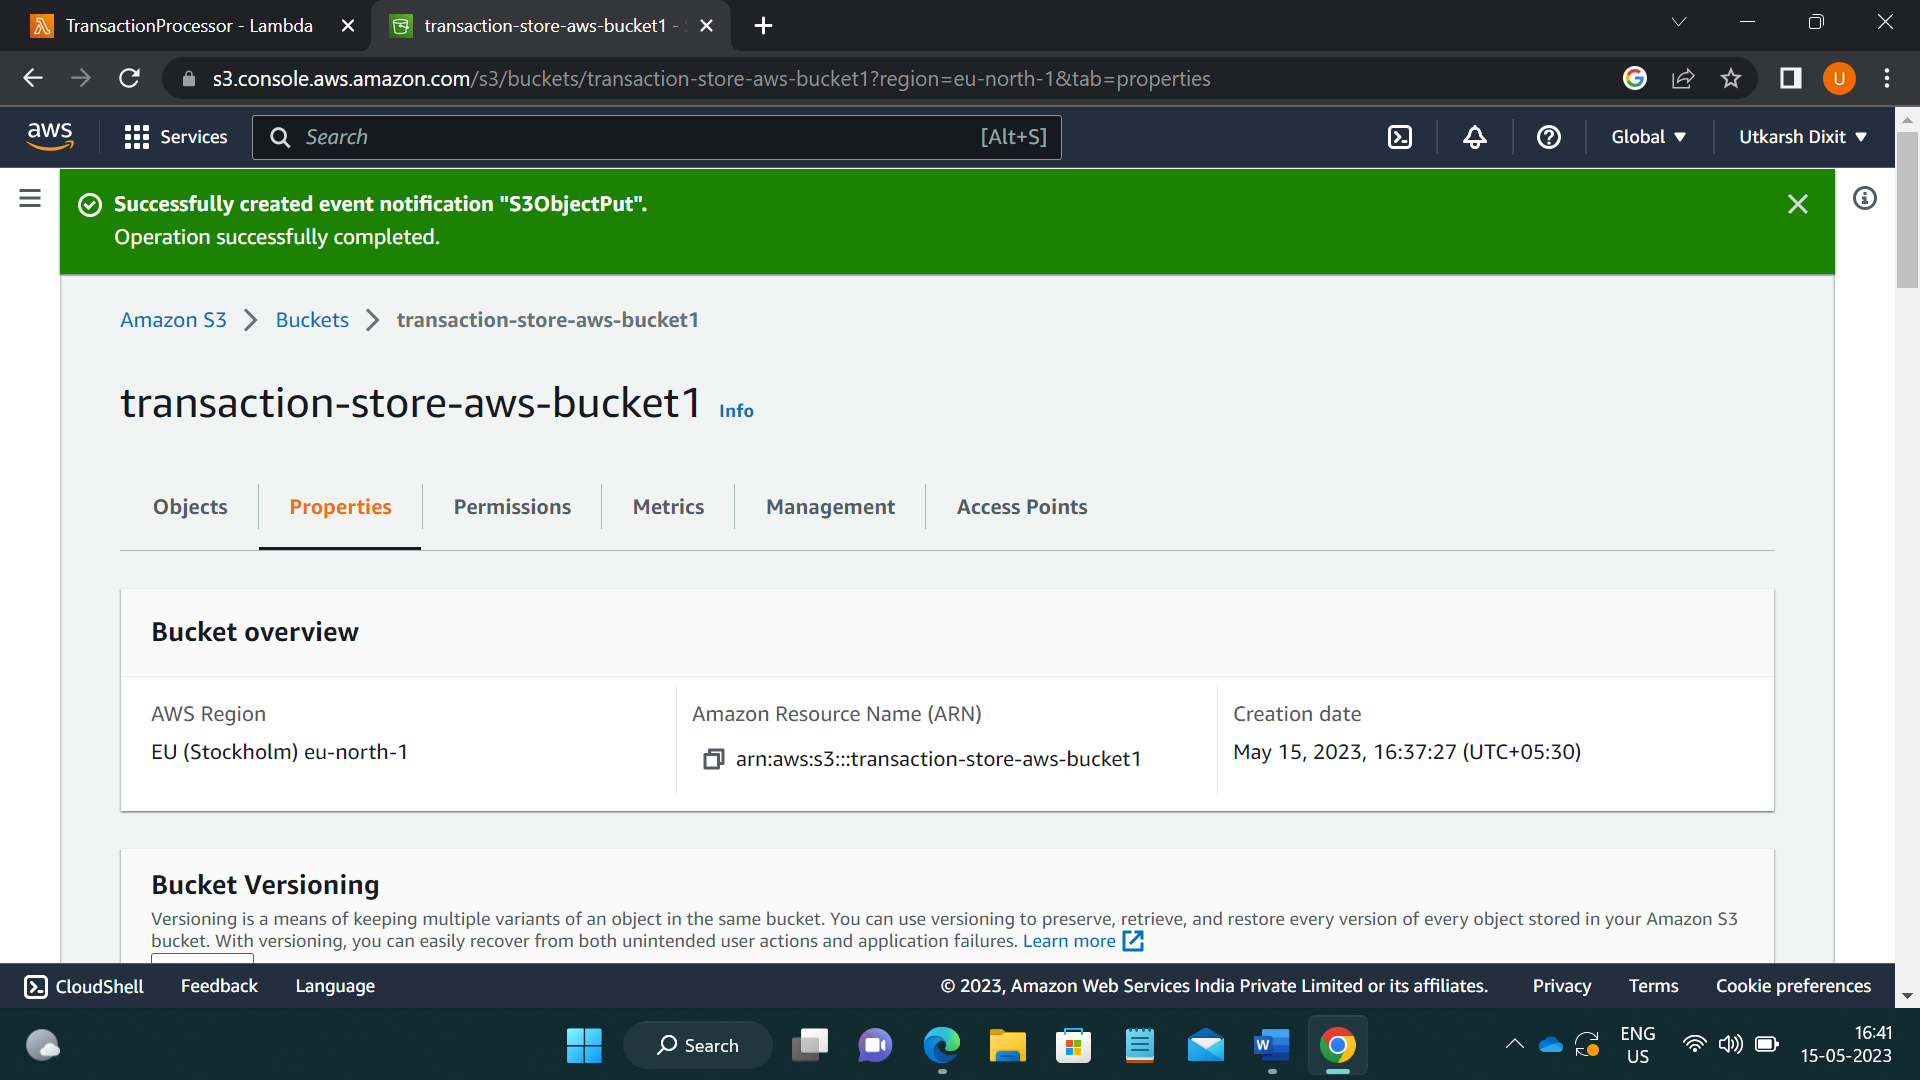 TransactionProcessor - Lambda
transaction-store-aws-bucket1 -
s3.console.aws.amazon.com/s3/buckets/transaction-store-aws-bucket1?region=eu-north-1&tab=properties
U
aws
Services
Search
[Alt+S]
Global
Utkarsh Dixit
Successfully created event notification "S3ObjectPut".
Operation successfully completed.
Amazon S3
Buckets
transaction-store-aws-bucket1
transaction-store-aws-bucket1 Info
Objects
Properties
Permissions
Metrics
Management
Access Points
Bucket overview
AWS Region
EU (Stockholm) eu-north-1
Amazon Resource Name (ARN)
arn:aws:s3:::transaction-store-aws-bucket1
Creation date
May 15, 2023, 16:37:27 (UTC+05:30)
Bucket Versioning
Versioning is a means of keeping multiple variants of an object in the same bucket. You can use versioning to preserve, retrieve, and restore every version of every object stored in your Amazon S3
bucket. With versioning, you can easily recover from both unintended user actions and application failures. Learn more
CloudShell
Feedback
Language
© 2023, Amazon Web Services India Private Limited or its affiliates.
Privacy
Terms
Cookie preferences
Search
W
ENG
US
16:41
15-05-2023